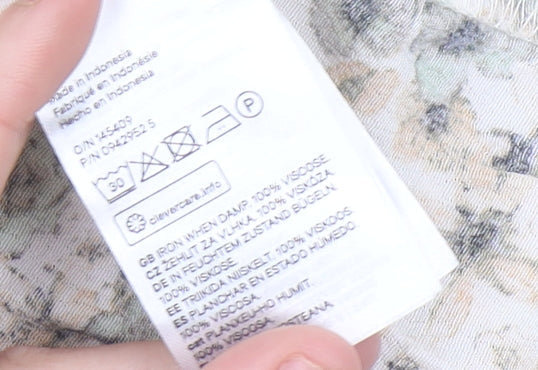 Made in Indonesia
Fabriqué en Indonésie
Hecho en Indonesia
O/N 145409
P/N 0942952 5
30
P
clevercare.info
GB IRON WHEN DAMP. 100% VISCOSE
CZ ŽEHLIT ZA VLHKA. 100% VISKÓZA
DE IN FEUCHTEM ZUSTAND BÜGELN.
100% VISKOSE.
EE TRIIKIDA NIISKELT. 100% VISKOOS.
ES PLANCHAR EN ESTADO HÚMEDO
100% VISCOSA.
cat PLANXEU-HO HUMIT.
100% VISCOSA.